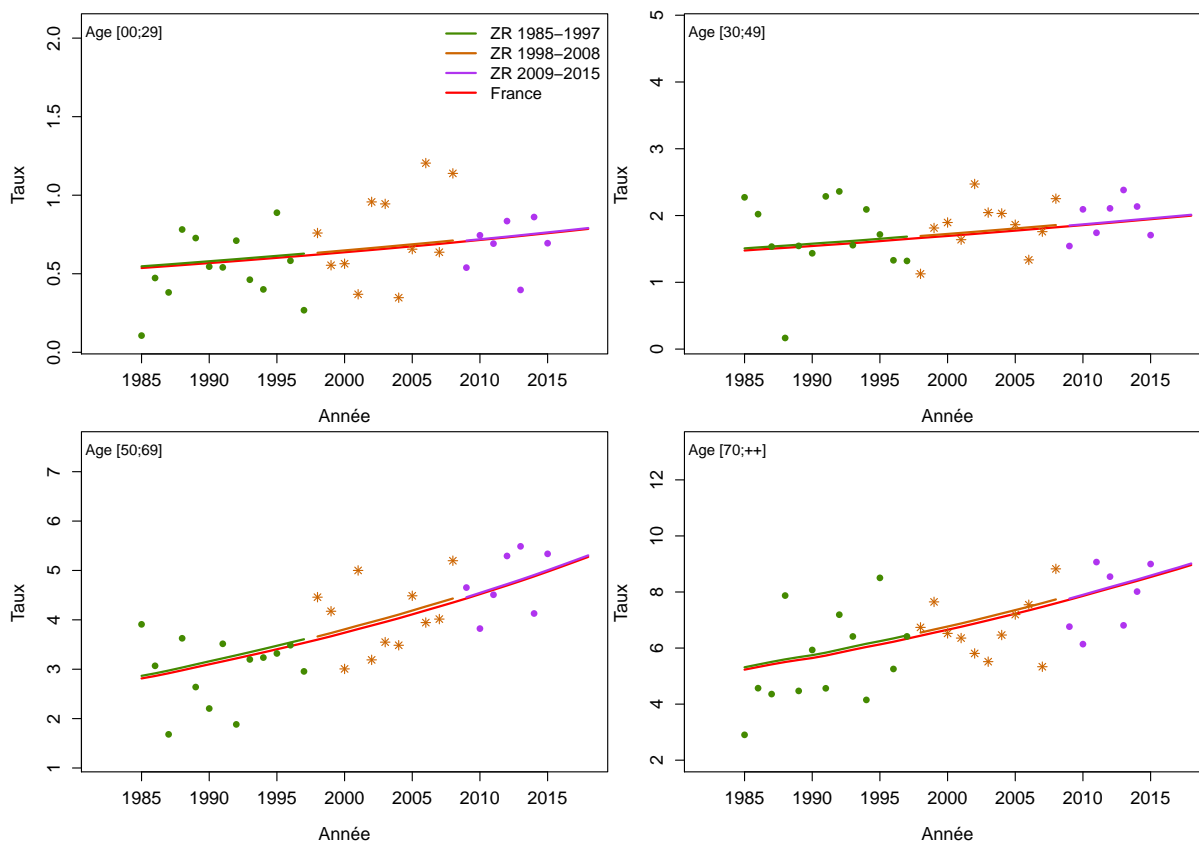 Age [00;29]
ZR 1985−1997
ZR 1998−2008
ZR 2009−2015
France
Taux
0.0
0.5
1.0
1.5
2.0
1985 1990 1995 2000 2005 2010 2015
Année
Age [30;49]
Taux
0
1
2
3
4
5
1985 1990 1995 2000 2005 2010 2015
Année
Age [50;69]
Taux
1
2
3
4
5
6
7
1985 1990 1995 2000 2005 2010 2015
Année
Age [70;++]
Taux
2
4
6
8
10
12
1985 1990 1995 2000 2005 2010 2015
Année